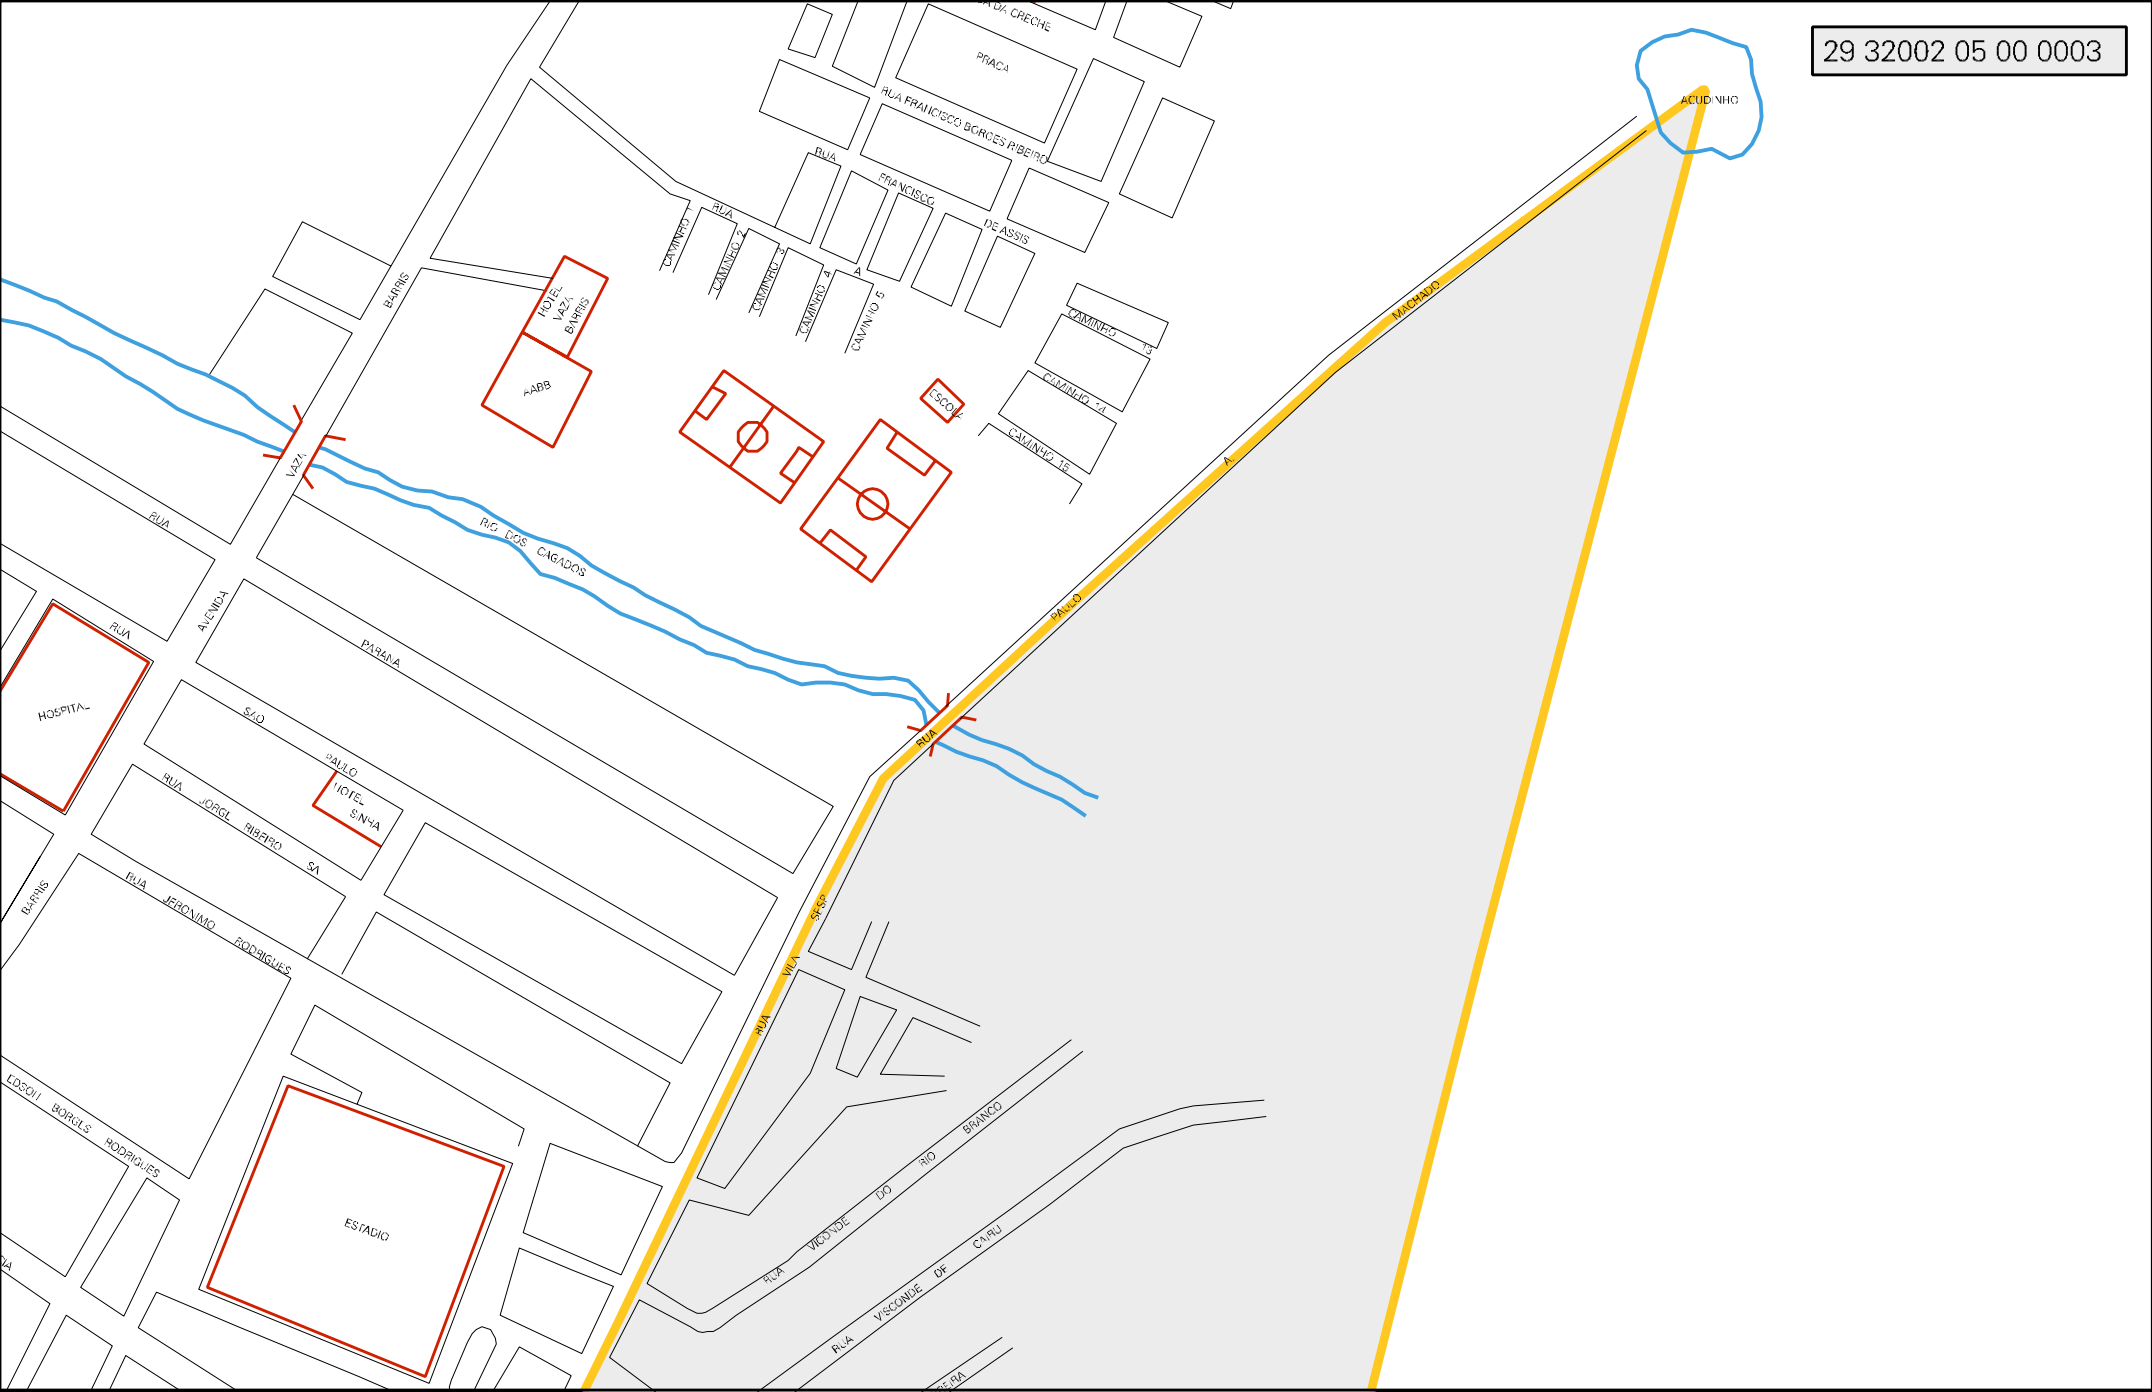 DA CRECHE
29 32002 05 00 0003
PRACA
ACUDINHO
RUA FRANCISCO BORGES RIBEIRO
RUA FRANCISCO DE ASSIS
RUA A
CAMINHO 1
CAMINHO 2
CAMINHO 3
CAMINHO 4
CAMINHO 5
CAMINHO 13
CAMINHO 14
CAMINHO 15
HOTEL
VAZA
BARRIS
AABB
ESCOLA
AVENIDA VAZA BARRIS
RIO DOS CAGADOS
RUA PAULO A. MACHADO
RUA
RUA
PARANA
HOSPITAL
SAO PAULO
HOTEL
SINHA
RUA JORGE RIBEIRO SA
BARRIS
RUA JERONIMO RODRIGUES
RUA VILA SESP
EDSON BORGES RODRIGUES
ESTADIO
RUA VICONDE DO RIO BRANCO
RUA VISCONDE DE CAIRU